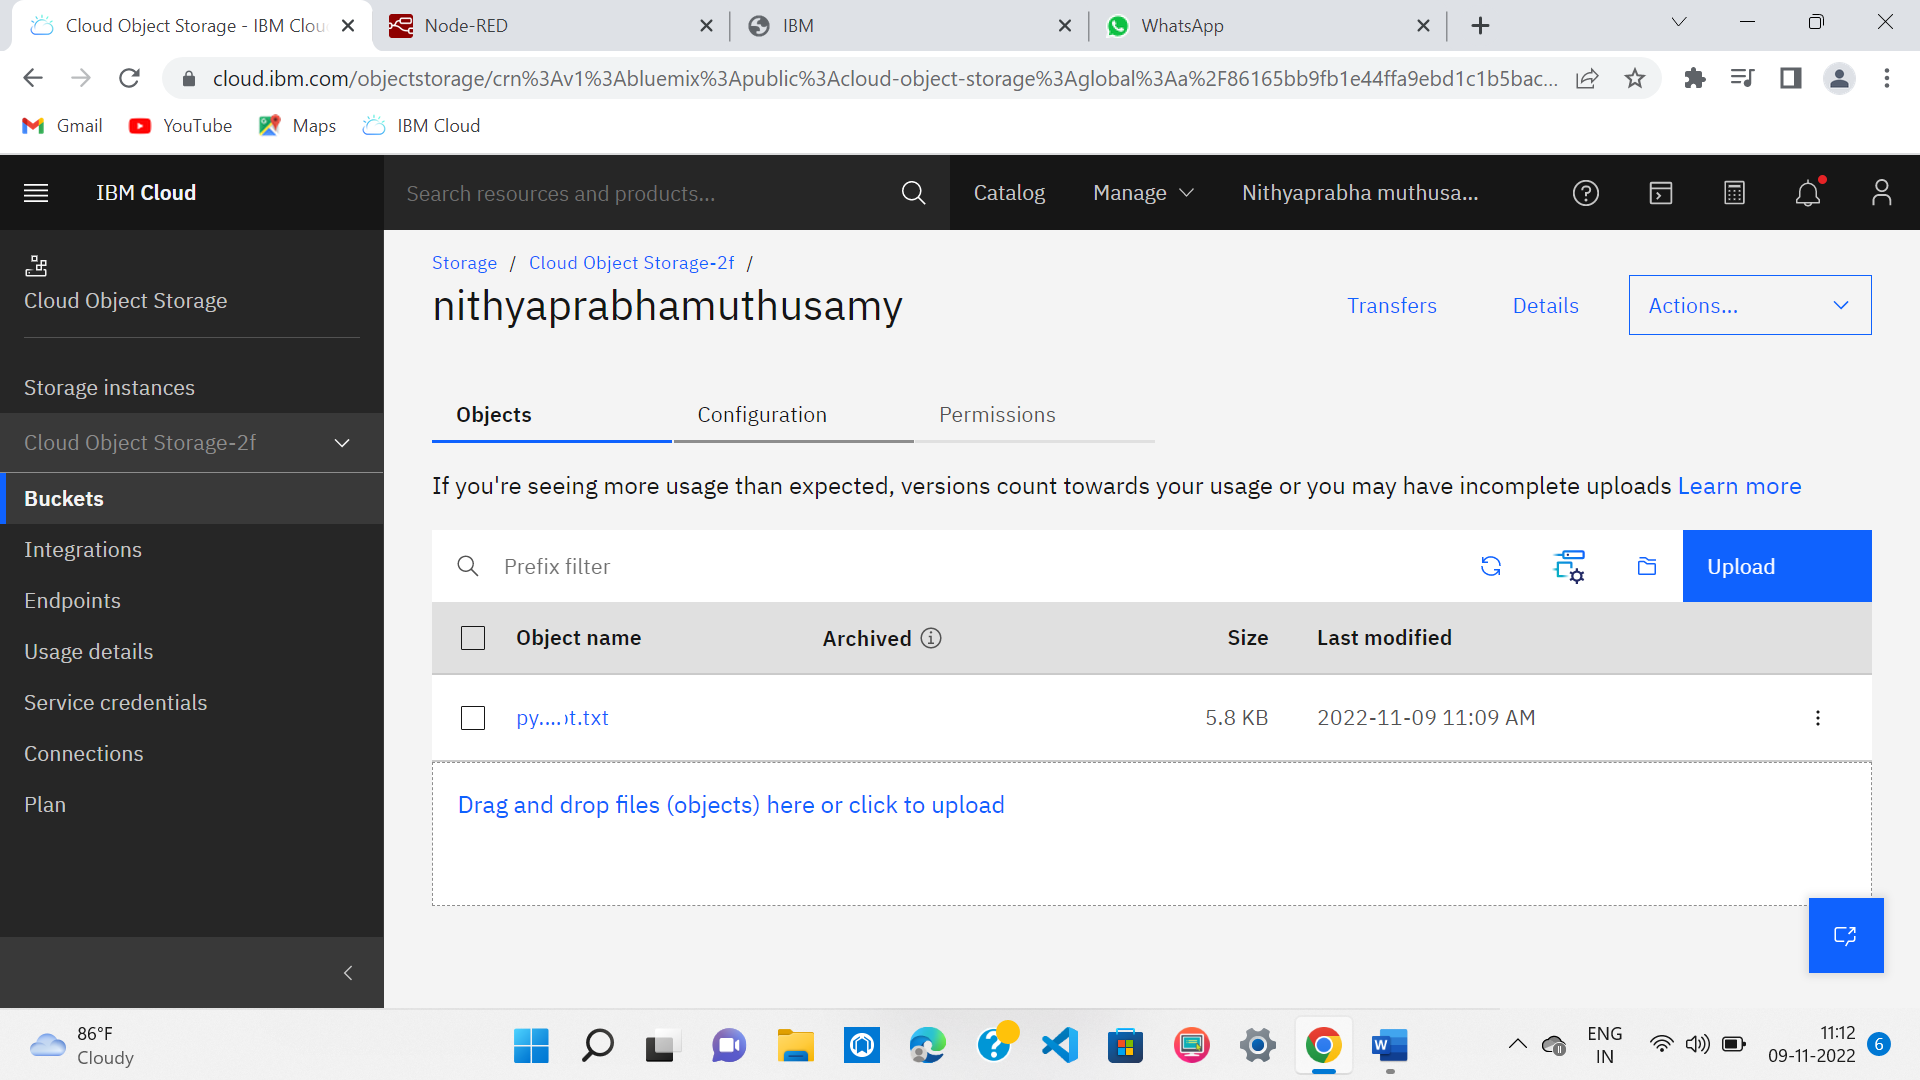 Cloud Object Storage - IBM Clou
Node-RED
IBM
WhatsApp
cloud.ibm.com/objectstorage/crn%3Av1%3Abluemix%3Apublic%3Acloud-object-storage%3Aglobal%3Aa%2F86165bb9fb1e44ffa9ebd1c1b5bac...
Gmail
YouTube
Maps
IBM Cloud
IBM Cloud
Search resources and products...
Catalog
Manage
Nithyaprabha muthusa...
Cloud Object Storage
Storage instances
Cloud Object Storage-2f
Buckets
Integrations
Endpoints
Usage details
Service credentials
Connections
Plan
Storage / Cloud Object Storage-2f /
nithyaprabhamuthusamy
Transfers
Details
Actions...
Objects
Configuration
Permissions
If you're seeing more usage than expected, versions count towards your usage or you may have incomplete uploads Learn more
Prefix filter
Upload
Object name
Archived
Size
Last modified
py....ot.txt
5.8 KB
2022-11-09 11:09 AM
Drag and drop files (objects) here or click to upload
86°F
Cloudy
ENG
IN
11:12
09-11-2022
6